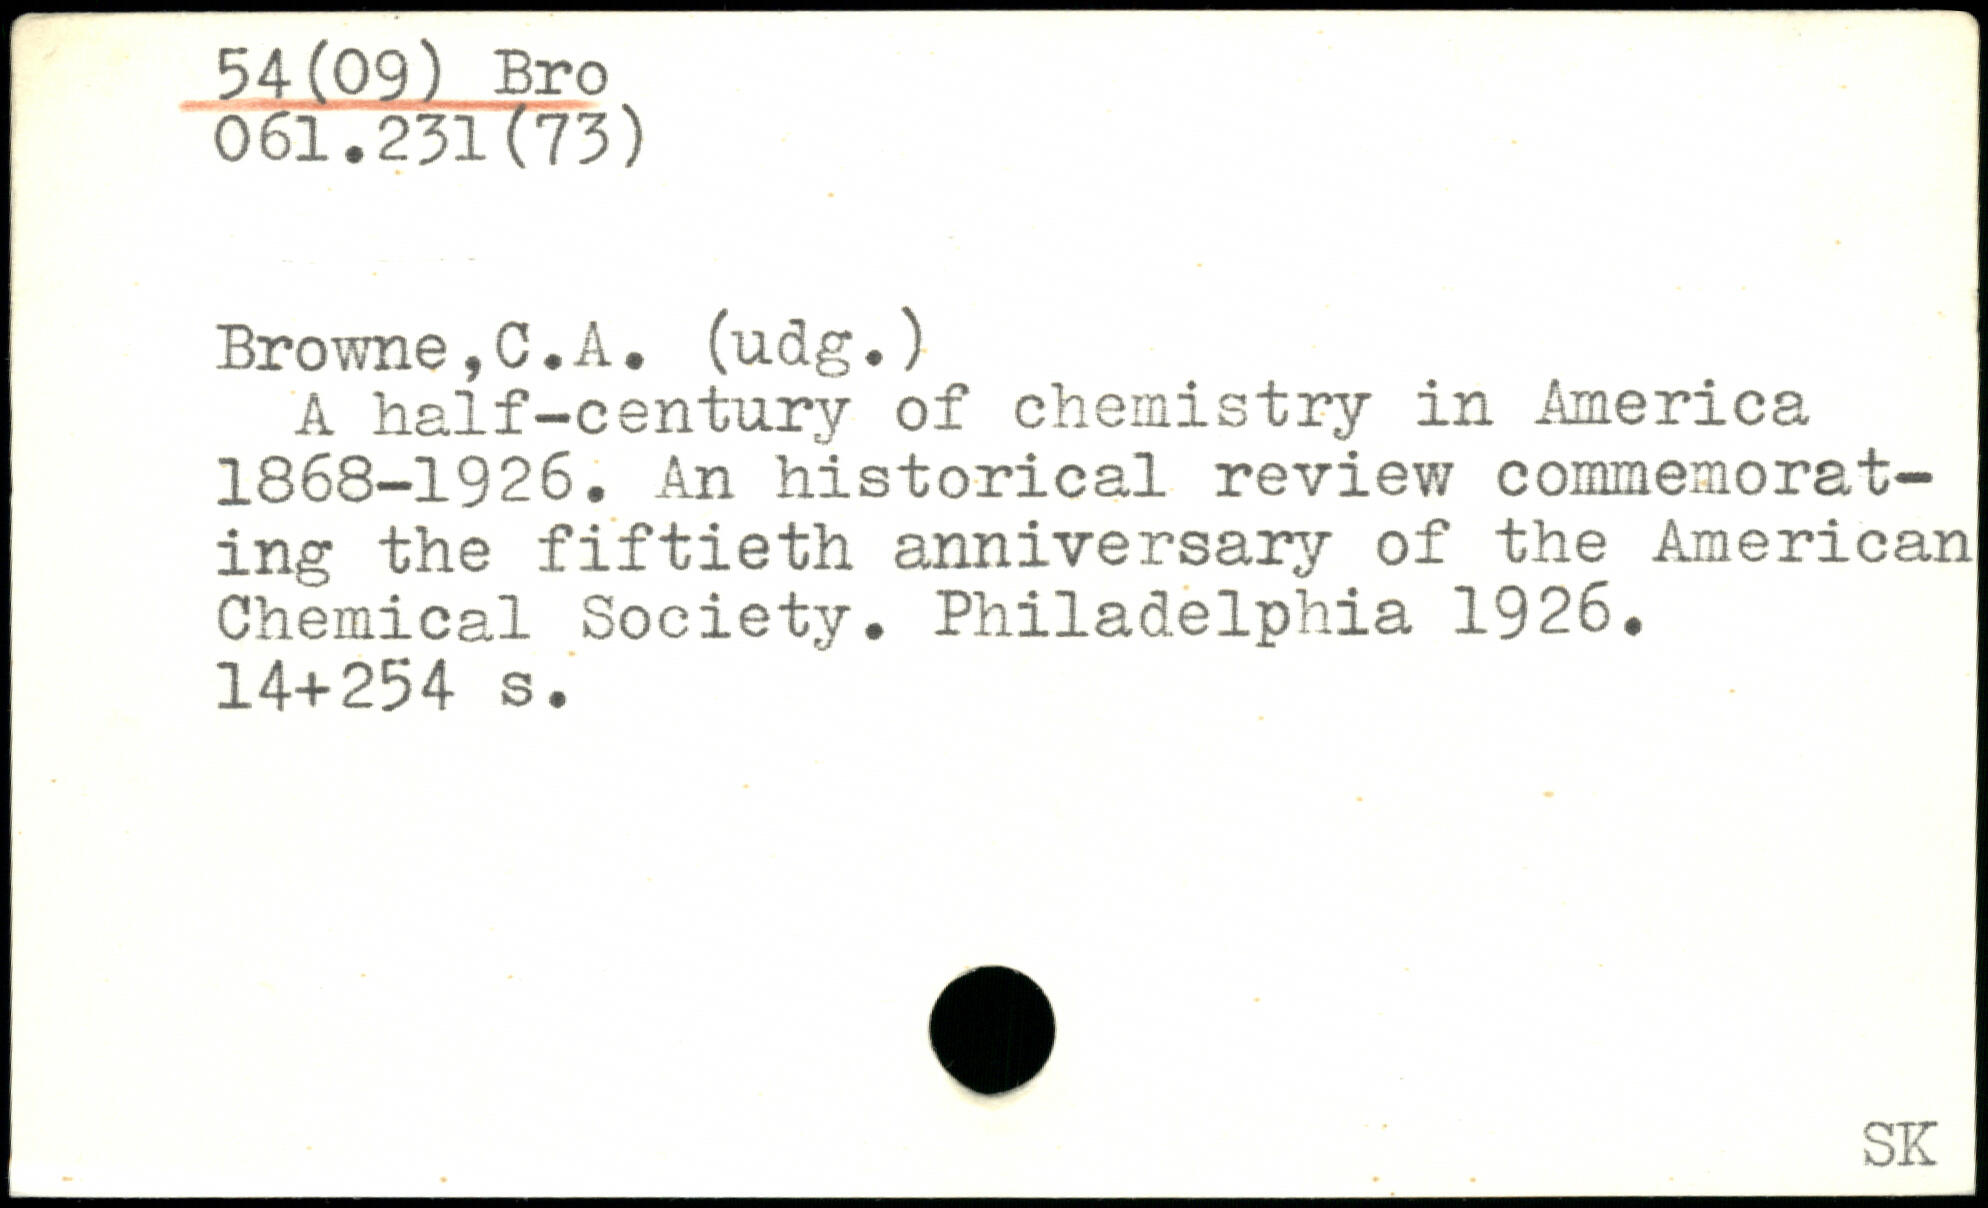 54(09) Bro
061.231(73)
Browne,C.A. (udg.)
A half-century of chemistry in America
1868-1926. An historical review commemorat-
ing the fiftieth anniversary of the American
Chemical Society. Philadelphia 1926.
14+254 s.
SK